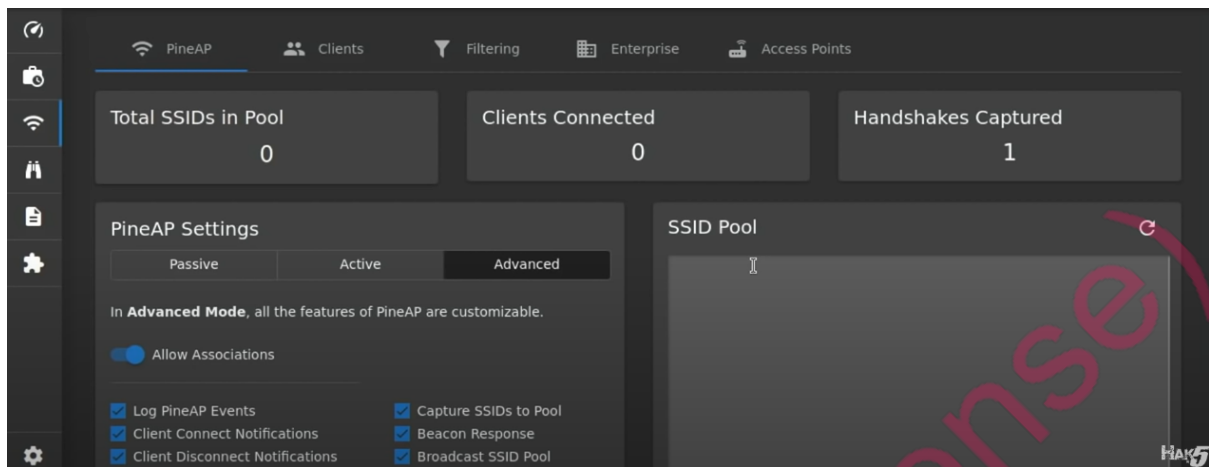 PineAP Clients Filtering Enterprise Access Points
Total SSIDs in Pool Clients Connected Handshakes Captured
0 0 1
PineAP Settings SSID Pool
Passive Active Advanced
In Advanced Mode, all the features of PineAP are customizable.
Allow Associations
Log PineAP Events Capture SSIDs to Pool
Client Connect Notifications Beacon Response
Client Disconnect Notifications Broadcast SSID Pool
HAK5